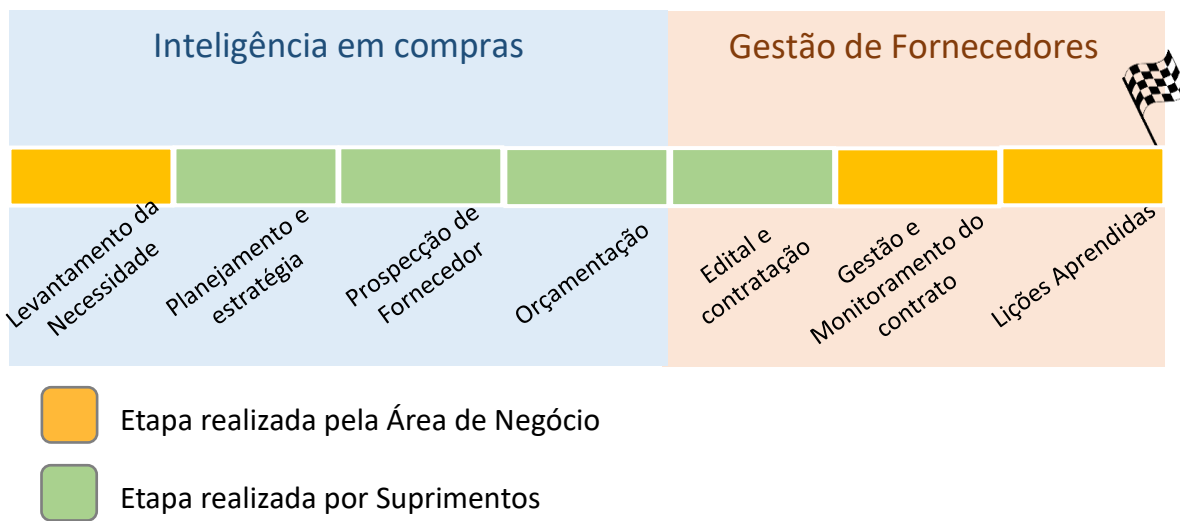 Inteligência em compras
Gestão de Fornecedores
Levantamento da
Necessidade
Planejamento e
estratégia
Prospecção de
Fornecedor
Orçamentação
Edital e
contratação
Gestão e
Monitoramento do
contrato
Lições Aprendidas
Etapa realizada pela Área de Negócio
Etapa realizada por Suprimentos